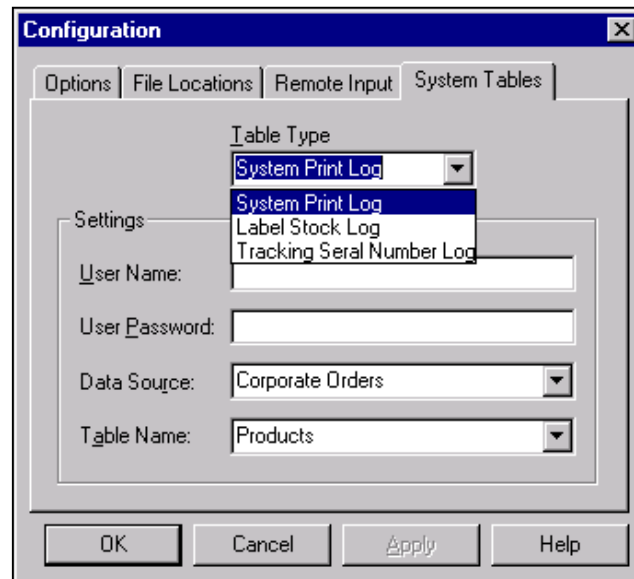 Configuration
Options File Locations Remote Input System Tables
Table Type
System Print Log
System Print Log
Label Stock Log
Tracking Seral Number Log
Settings
User Name:
User Password:
Data Source: Corporate Orders
Table Name: Products
OK Cancel Apply Help